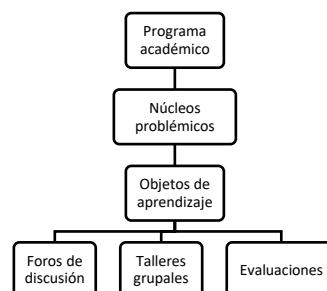 Programa
académico
Núcleos
problémicos
Objetos de
aprendizaje
Foros de
discusión
Talleres
grupales
Evaluaciones